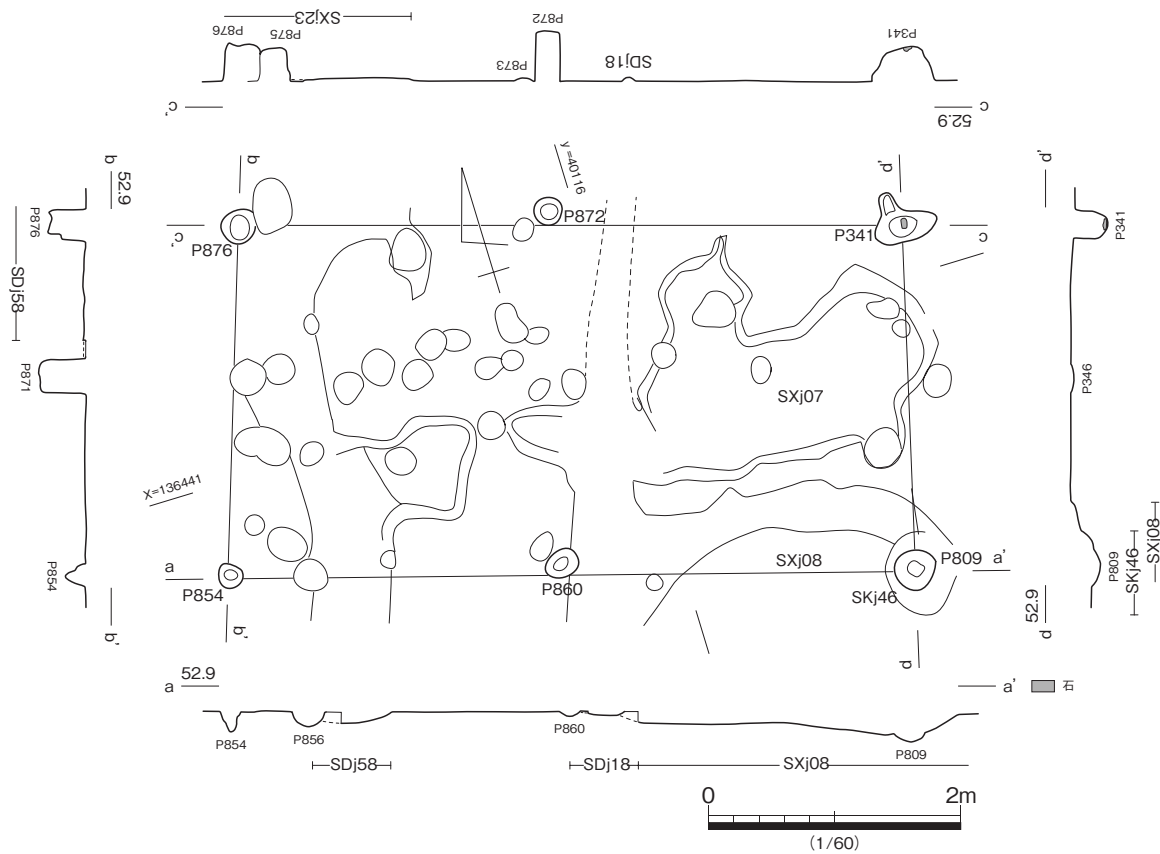 SXj23
P876
P875
P872
P873
SDj18
P341
c'
c
52.9
b
52.9
P876
SDj58
P871
P854
b'
b
y=40116
d'
d'
52.9
d
P341
P346
P809
SKj46
SXj08
c'
P876
P872
P341
c
SXj07
X=136441
a
P854
P860
SXj08
P809
a'
SKj46
b'
d
52.9
a
a'
石
P854
P856
P860
P809
SDj58
SDj18
SXj08
0
2m
(1/60)